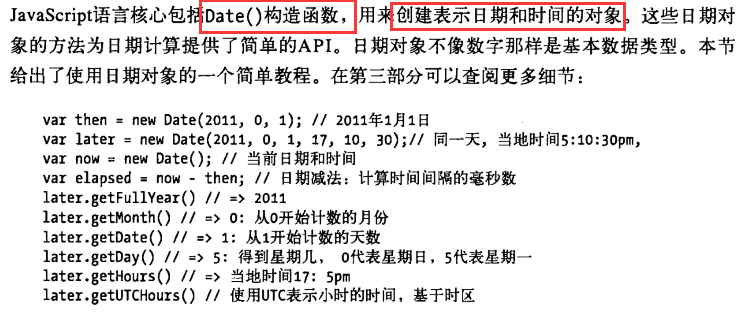 JavaScript语言核心包括Date()构造函数，用来创建表示日期和时间的对象。这些日期对
象的方法为日期计算提供了简单的API。日期对象不像数字那样是基本数据类型。本节
给出了使用日期对象的一个简单教程。在第三部分可以查阅更多细节：
var then = new Date(2011, 0, 1); // 2011年1月1日
var later = new Date(2011, 0, 1, 17, 10, 30);// 同一天, 当地时间5:10:30pm,
var now = new Date(); // 当前日期和时间
var elapsed = now - then; // 日期减法：计算时间间隔的毫秒数
later.getFullYear() // => 2011
later.getMonth() // => 0: 从0开始计数的月份
later.getDate() // => 1: 从1开始计数的天数
later.getDay() // => 5: 得到星期几, 0代表星期日，5代表星期一
later.getHours() // => 当地时间17: 5pm
later.getUTCHours() // 使用UTC表示小时的时间，基于时区